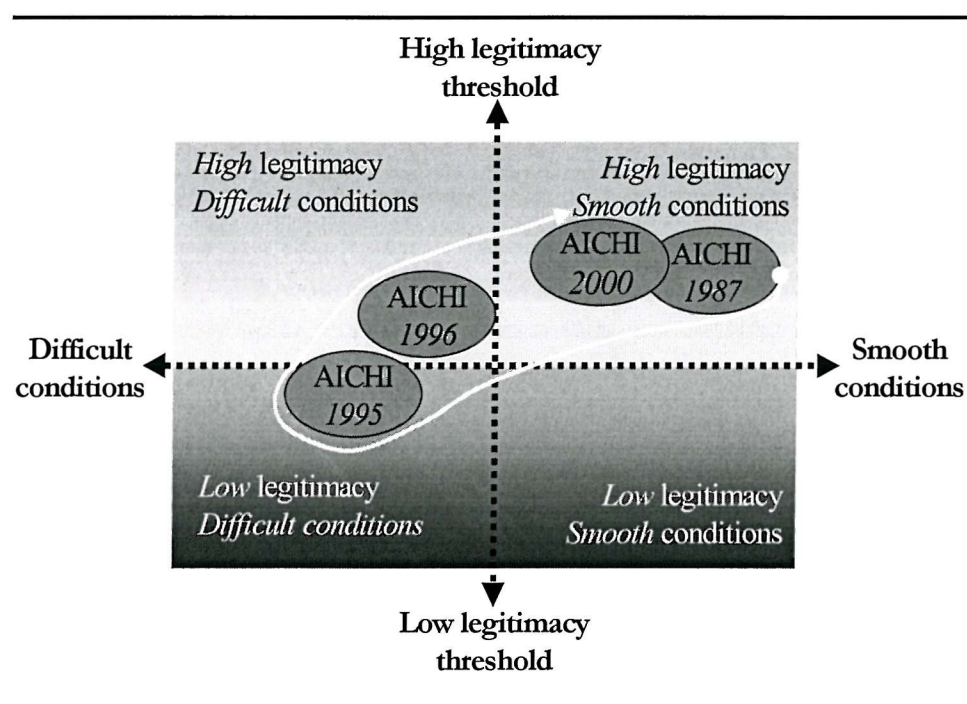 High legitimacy
threshold
High legitimacy
Difficult conditions
High legitimacy
Smooth conditions
AICHI
2000
AICHI
1987
AICHI
1996
Difficult
conditions
Smooth
conditions
AICHI
1995
Low legitimacy
Difficult conditions
Low legitimacy
Smooth conditions
Low legitimacy
threshold